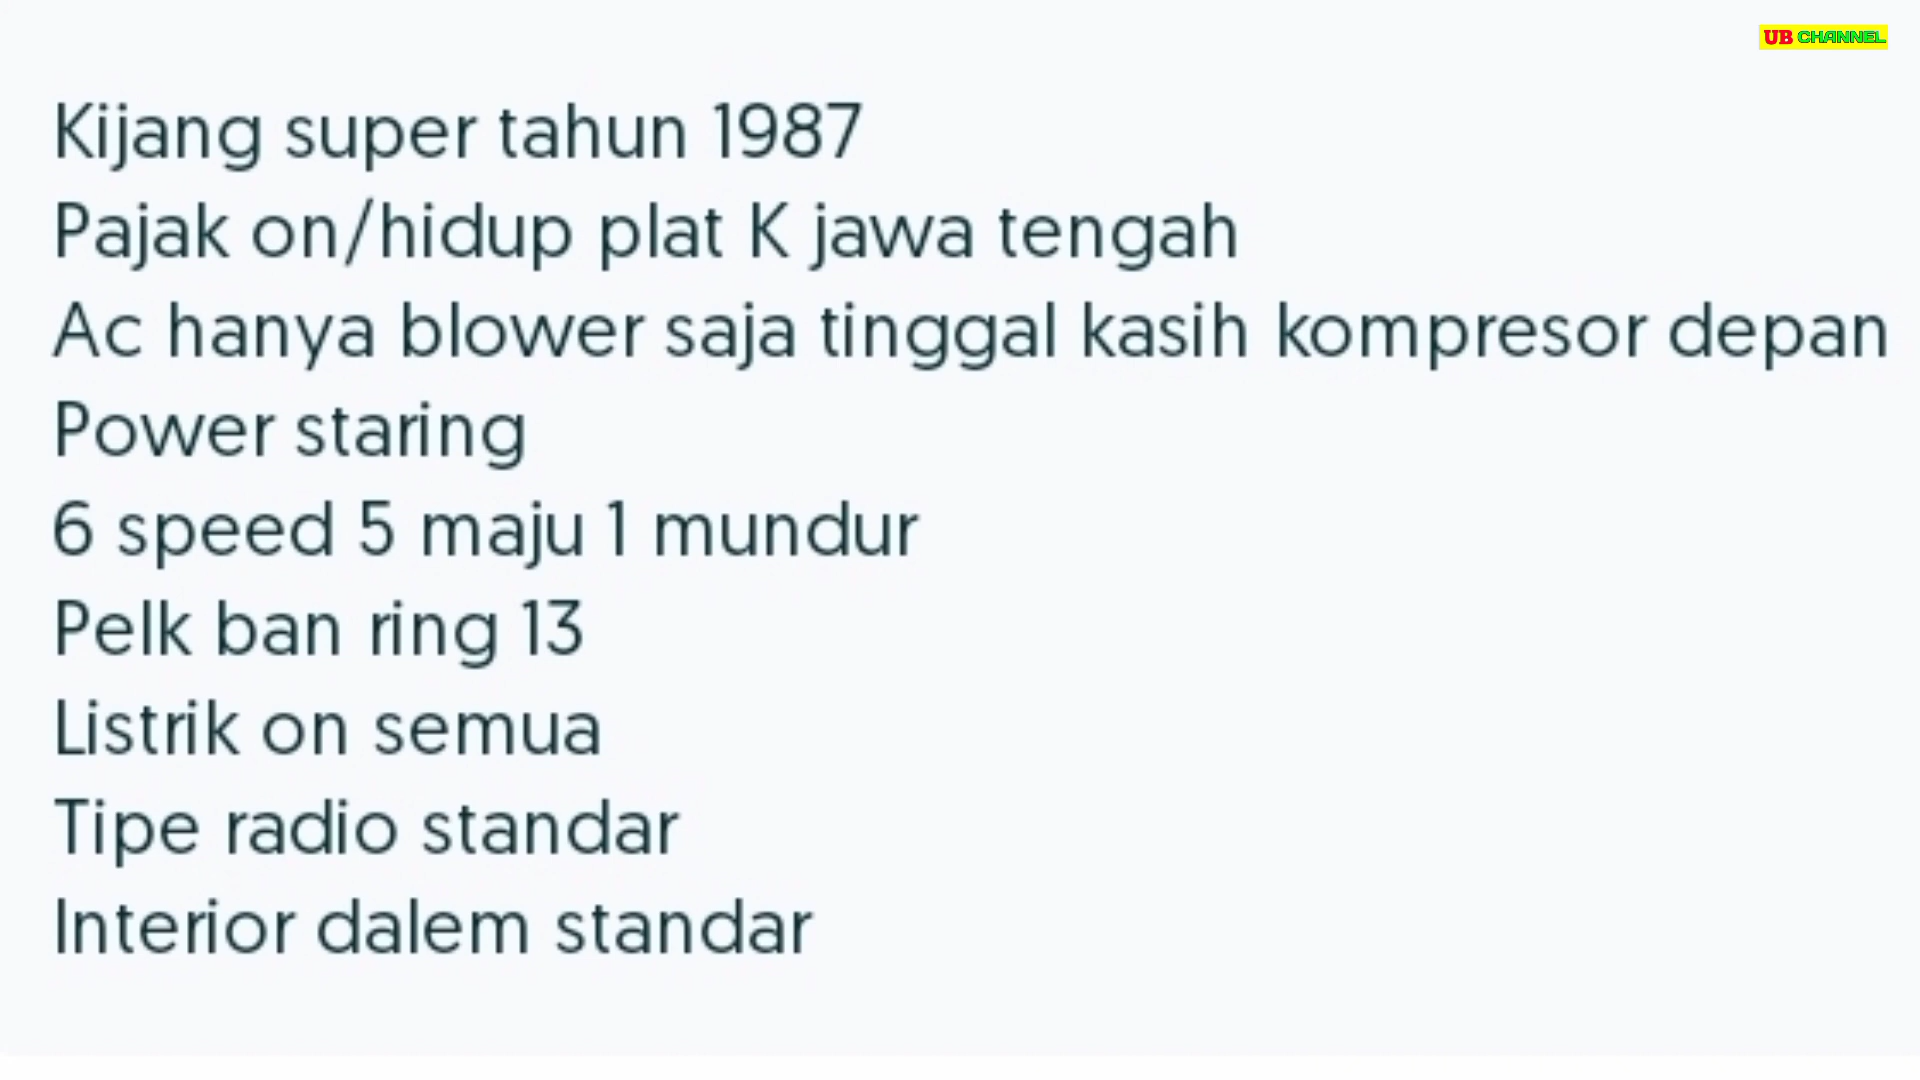 UB CHANNEL
Kijang super tahun 1987
Pajak on/hidup plat K jawa tengah
Ac hanya blower saja tinggal kasih kompresor depan
Power staring
6 speed 5 maju 1 mundur
Pelk ban ring 13
Listrik on semua
Tipe radio standar
Interior dalem standar